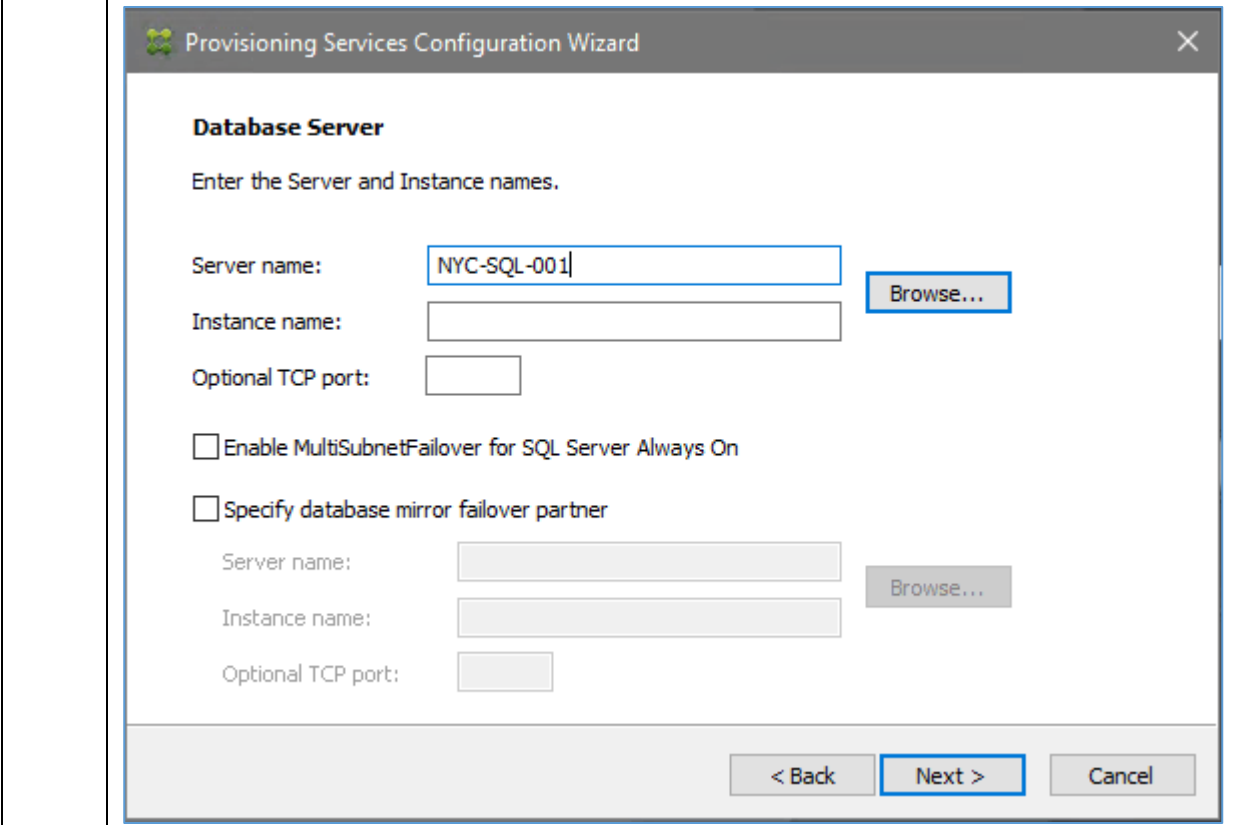 Provisioning Services Configuration Wizard
Database Server
Enter the Server and Instance names.
Server name: NYC-SQL-001
Browse...
Instance name:
Optional TCP port:
Enable MultiSubnetFailover for SQL Server Always On
Specify database mirror failover partner
Server name:
Browse...
Instance name:
Optional TCP port:
< Back Next > Cancel